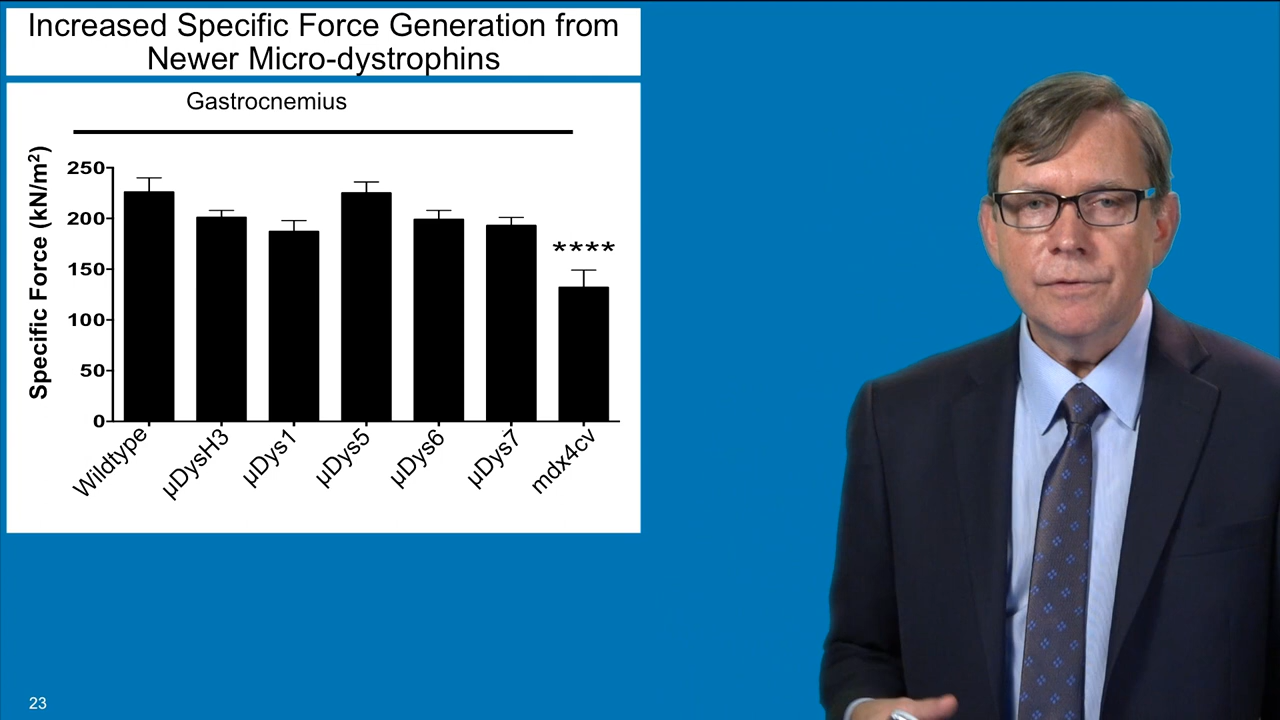 Increased Specific Force Generation from
Newer Micro-dystrophins
Gastrocnemius
Specific Force (kN/m²)
250
200
150
100
50
0
****
Wildtype
µDysH3
µDys1
µDys5
µDys6
µDys7
mdx4cv
23